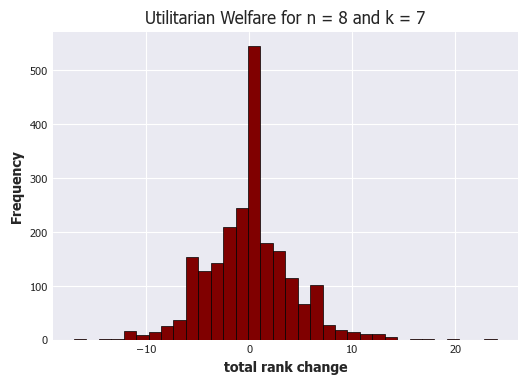 Utilitarian Welfare for n = 8 and k = 7
500
400
300
200
100
0
Frequency
−10 0 10 20
total rank change